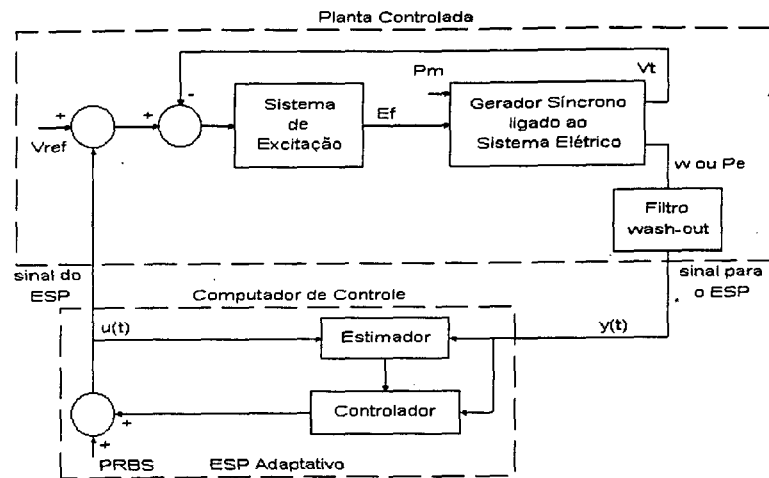 Planta Controlada
Vt
-
Pm
+
+
Sistema
de
Excitação
Ef
Gerador Síncrono
ligado ao
Sistema Elétrico
Vref
+
w ou Pe
Filtro
wash-out
sinal do
ESP
sinal para
o ESP
Computador de Controle
u(t)
Estimador
y(t)
Controlador
+
+
PRBS
ESP Adaptativo